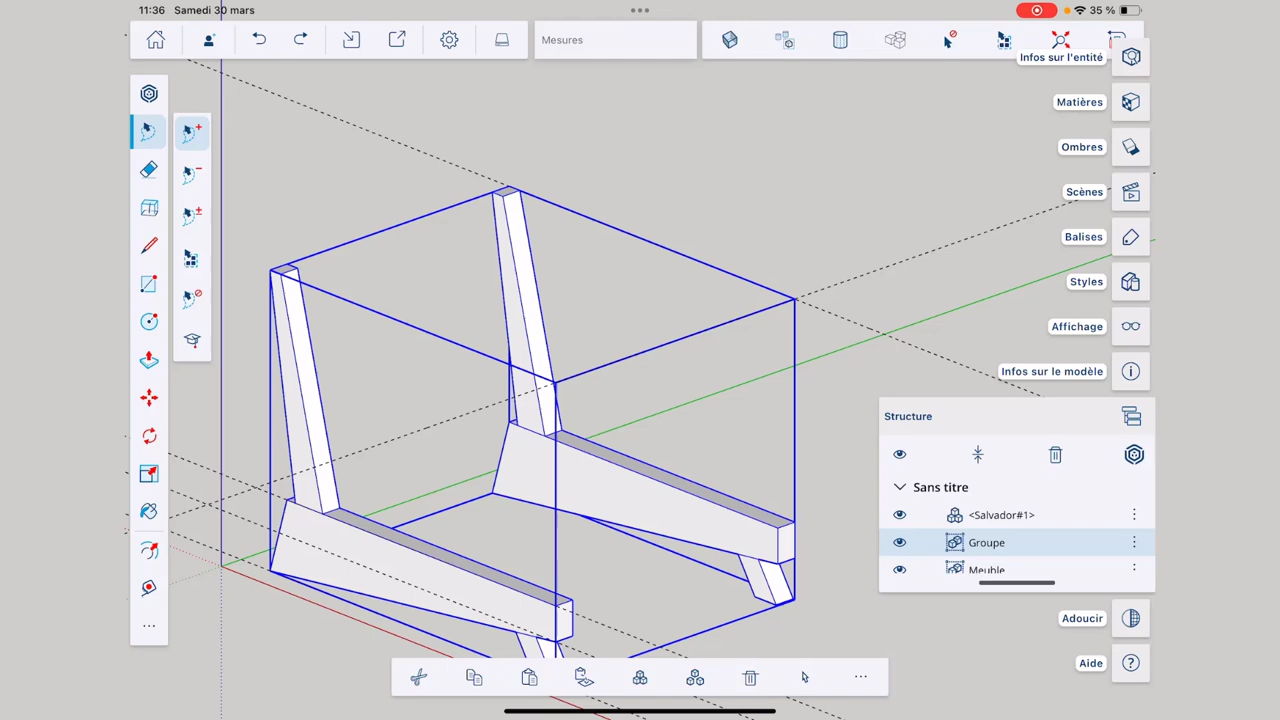 11:36 Samedi 30 mars
35 %
Mesures
Infos sur l'entité
Matières
Ombres
Scènes
Balises
Styles
Affichage
Infos sur le modèle
Structure
Sans titre
<Salvador#1>
Groupe
Meuble
Adoucir
Aide